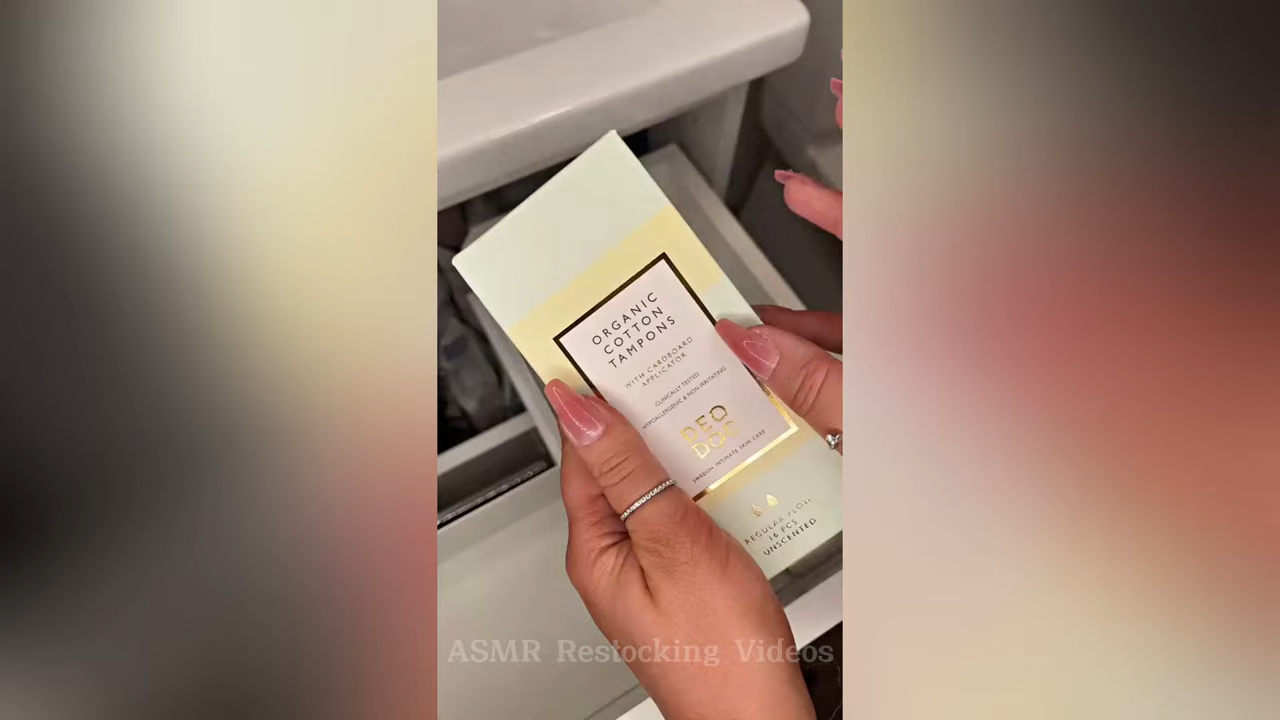 ORGANIC
COTTON
TAMPONS
WITH CARDBOARD
APPLICATOR
CLINICALLY TESTED
HYPOALLERGENIC & NON IRRITATING
DEO
DOC
SWEDISH INTIMATE SKIN CARE
REGULAR FLOW
16 PCS
UNSCENTED
ASMR Restocking Videos